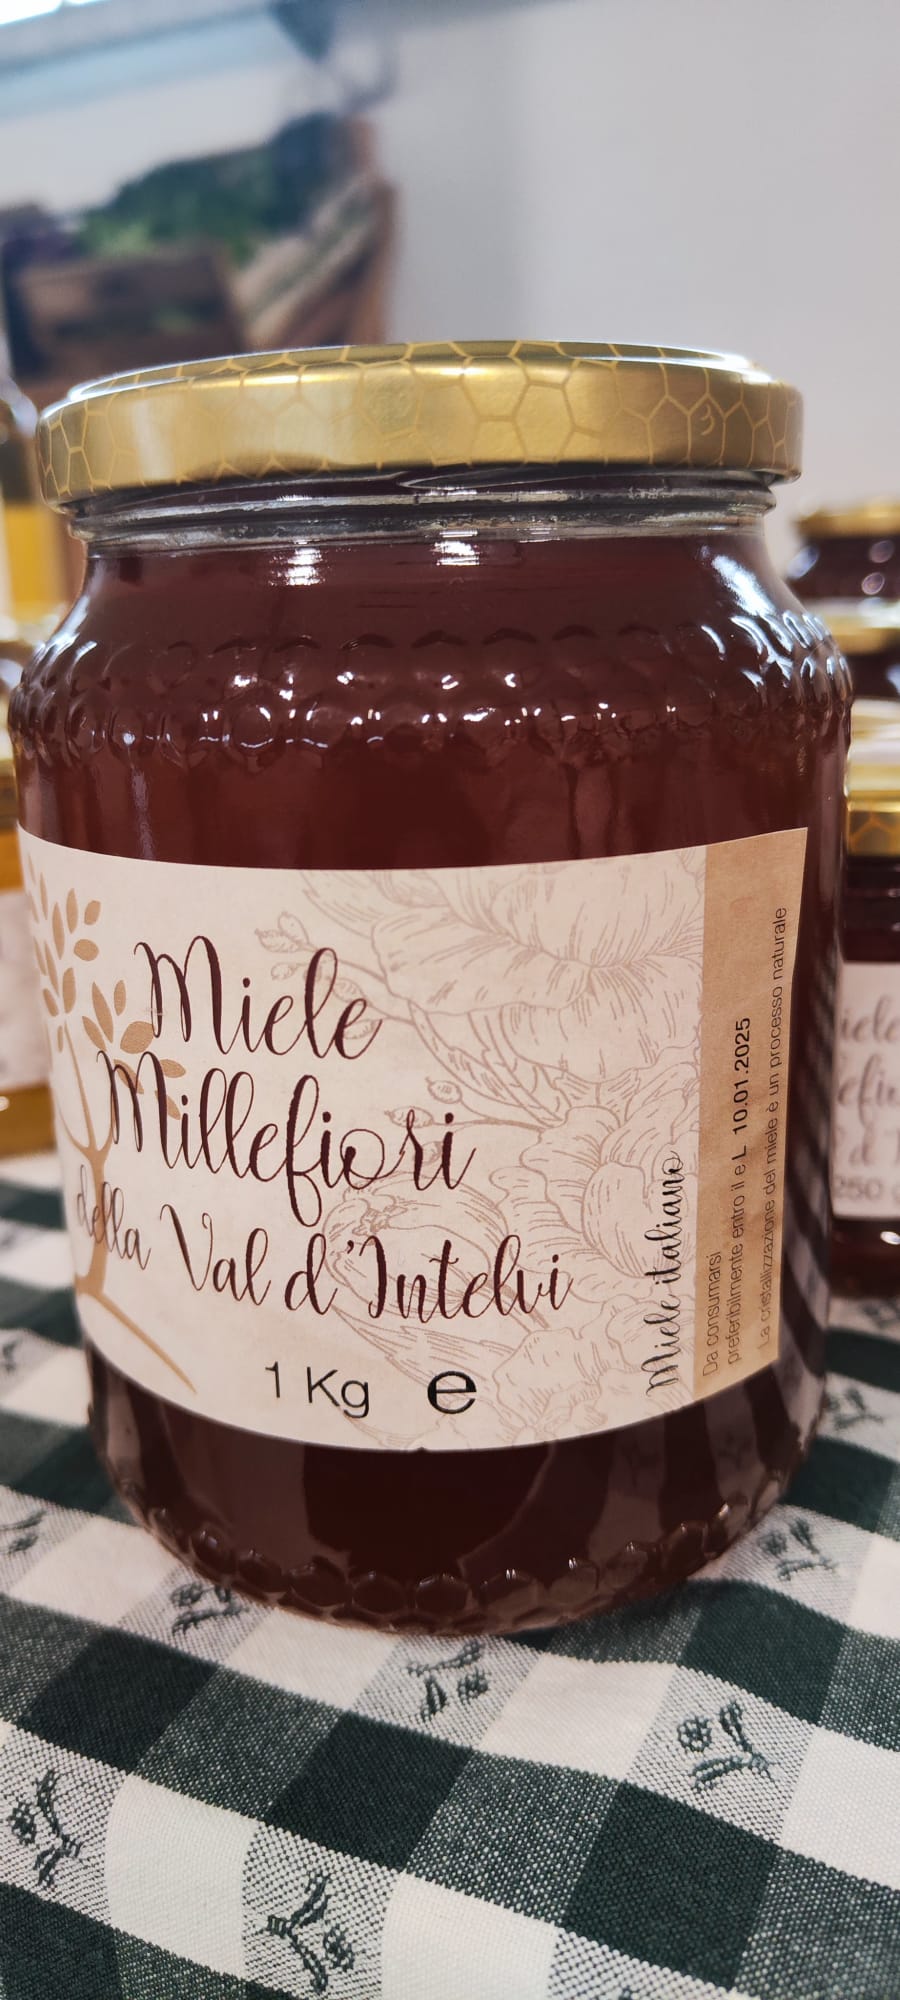 Miele
Millefiori
della Val d'Intelvi
1 Kg e
Miele italiano
Da consumarsi
preferibilmente entro il e L 10.01.2025
La cristallizzazione del miele è un processo naturale
250